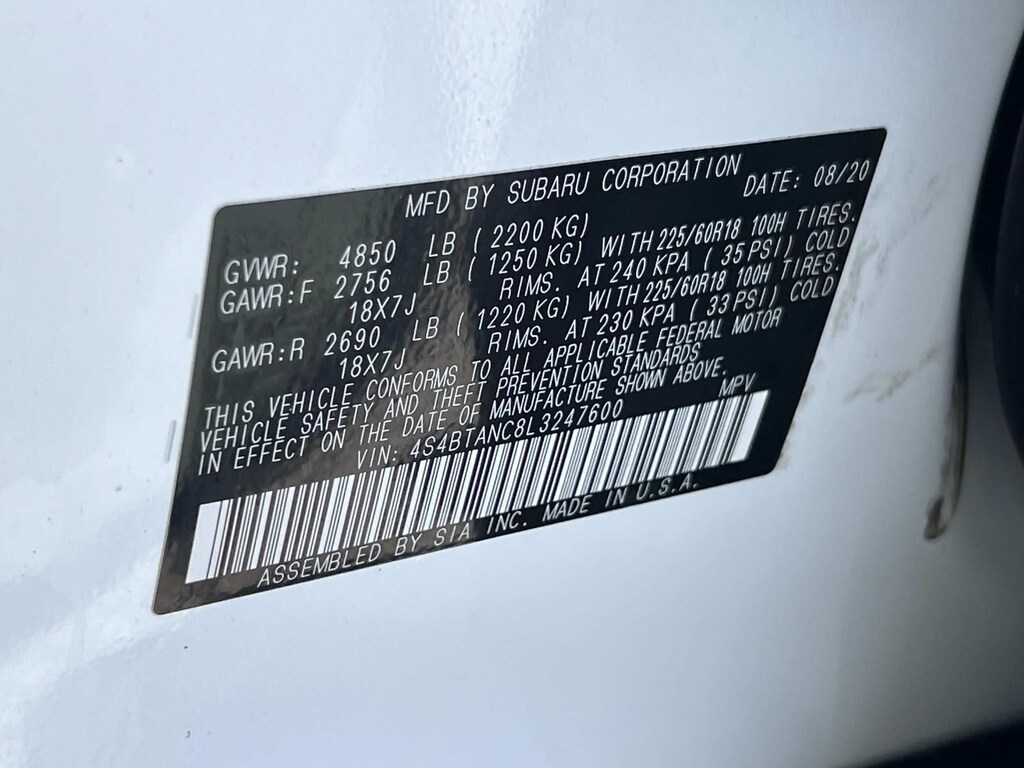 MFD BY SUBARU CORPORATION
DATE: 08/20
GVWR: 4850 LB ( 2200 KG)
GAWR:F 2756 LB ( 1250 KG) WITH 225/60R18 100H TIRES.
18X7J RIMS. AT 240 KPA ( 35 PSI) COLD
GAWR:R 2690 LB ( 1220 KG) WITH 225/60R18 100H TIRES.
18X7J RIMS. AT 230 KPA ( 33 PSI) COLD
THIS VEHICLE CONFORMS TO ALL APPLICABLE FEDERAL MOTOR
VEHICLE SAFETY AND THEFT PREVENTION STANDARDS
IN EFFECT ON THE DATE OF MANUFACTURE SHOWN ABOVE.
VIN: 4S4BTANC8L3247600 MPV
ASSEMBLED BY SIA INC. MADE IN U.S.A.